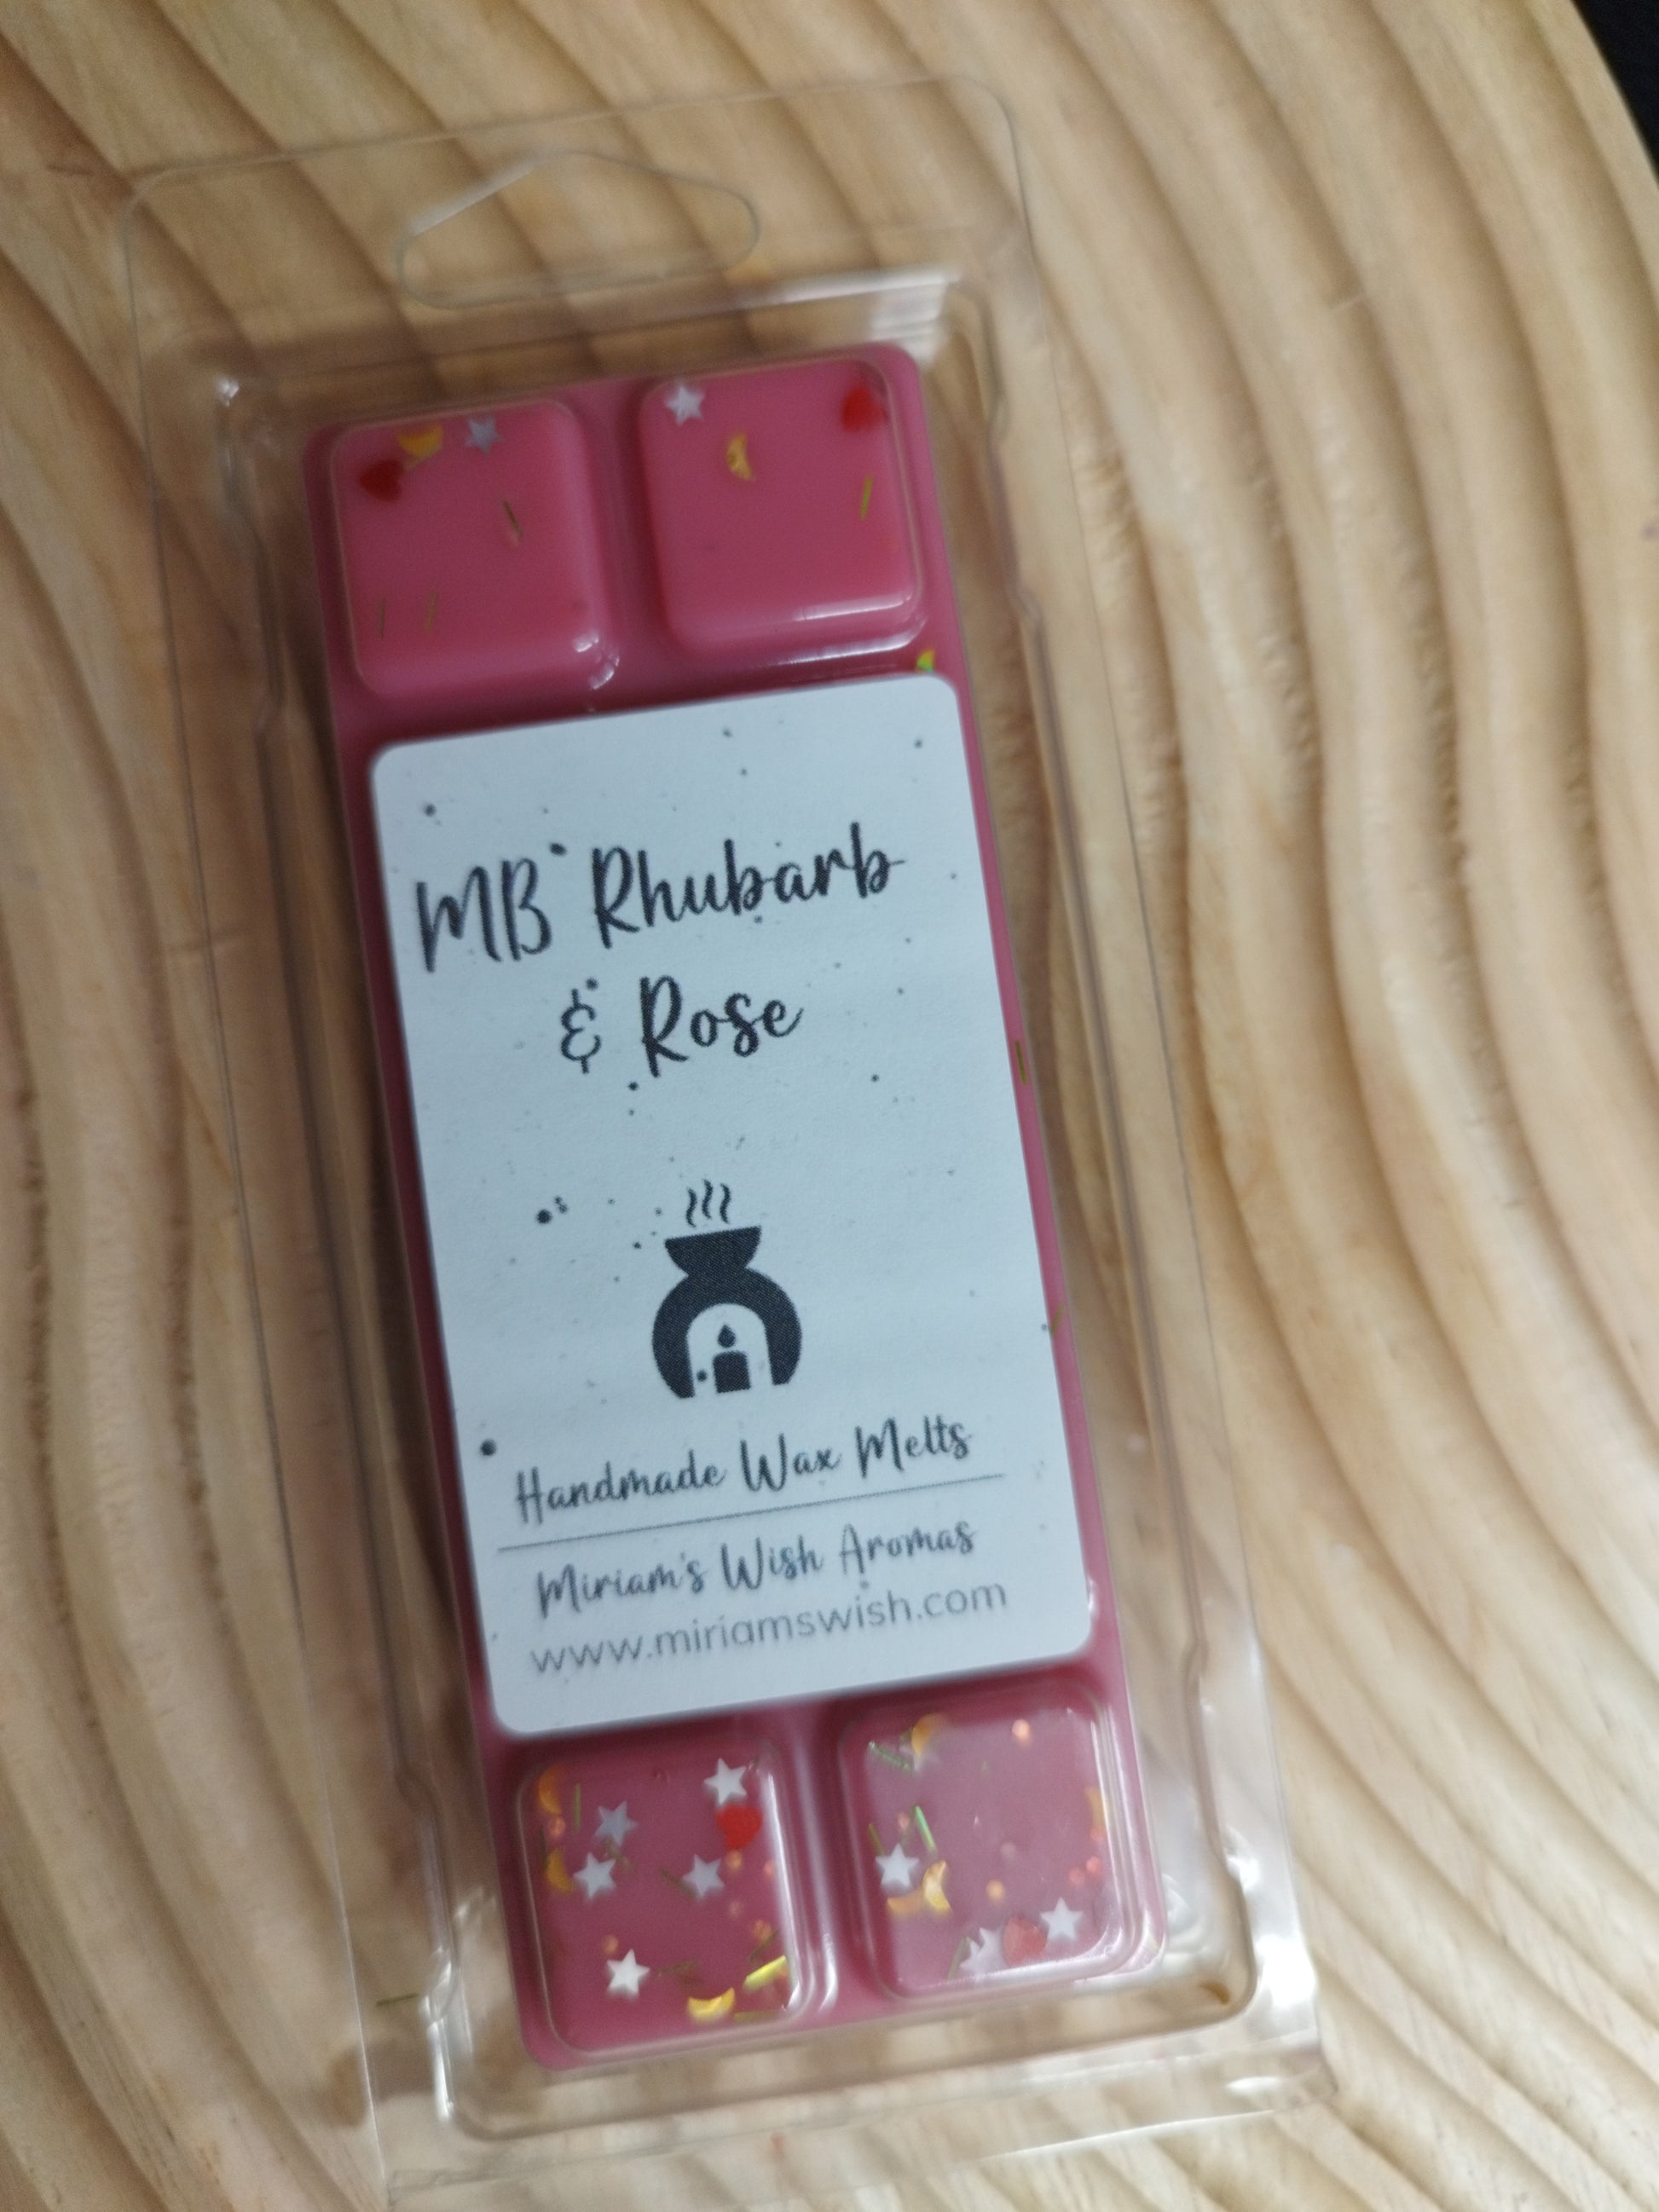 MB Rhubarb
& Rose
Handmade Wax Melts
Miriam's Wish Aromas
www.miriamswish.com